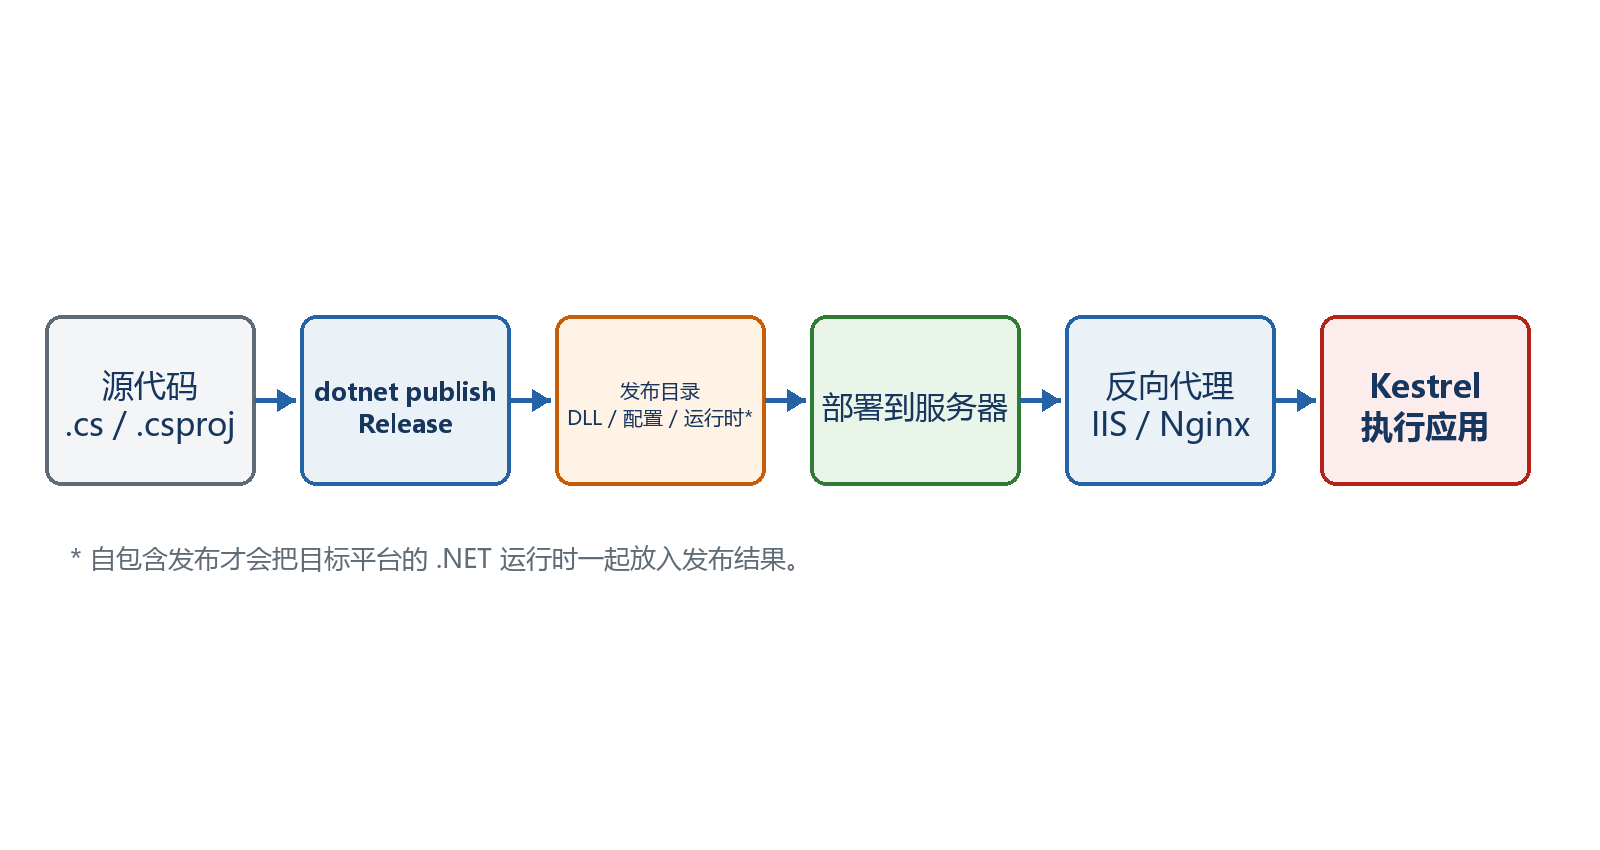 源代码
.cs / .csproj
dotnet publish
Release
发布目录
DLL / 配置 / 运行时*
部署到服务器
反向代理
IIS / Nginx
Kestrel
执行应用
* 自包含发布才会把目标平台的 .NET 运行时一起放入发布结果。